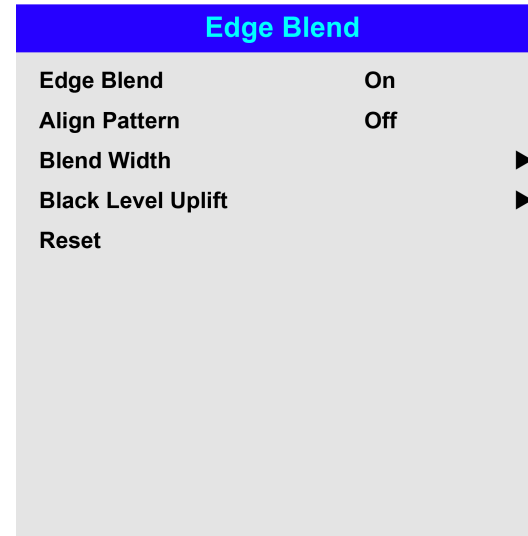 Edge Blend
Edge Blend On
Align Pattern Off
Blend Width
Black Level Uplift
Reset